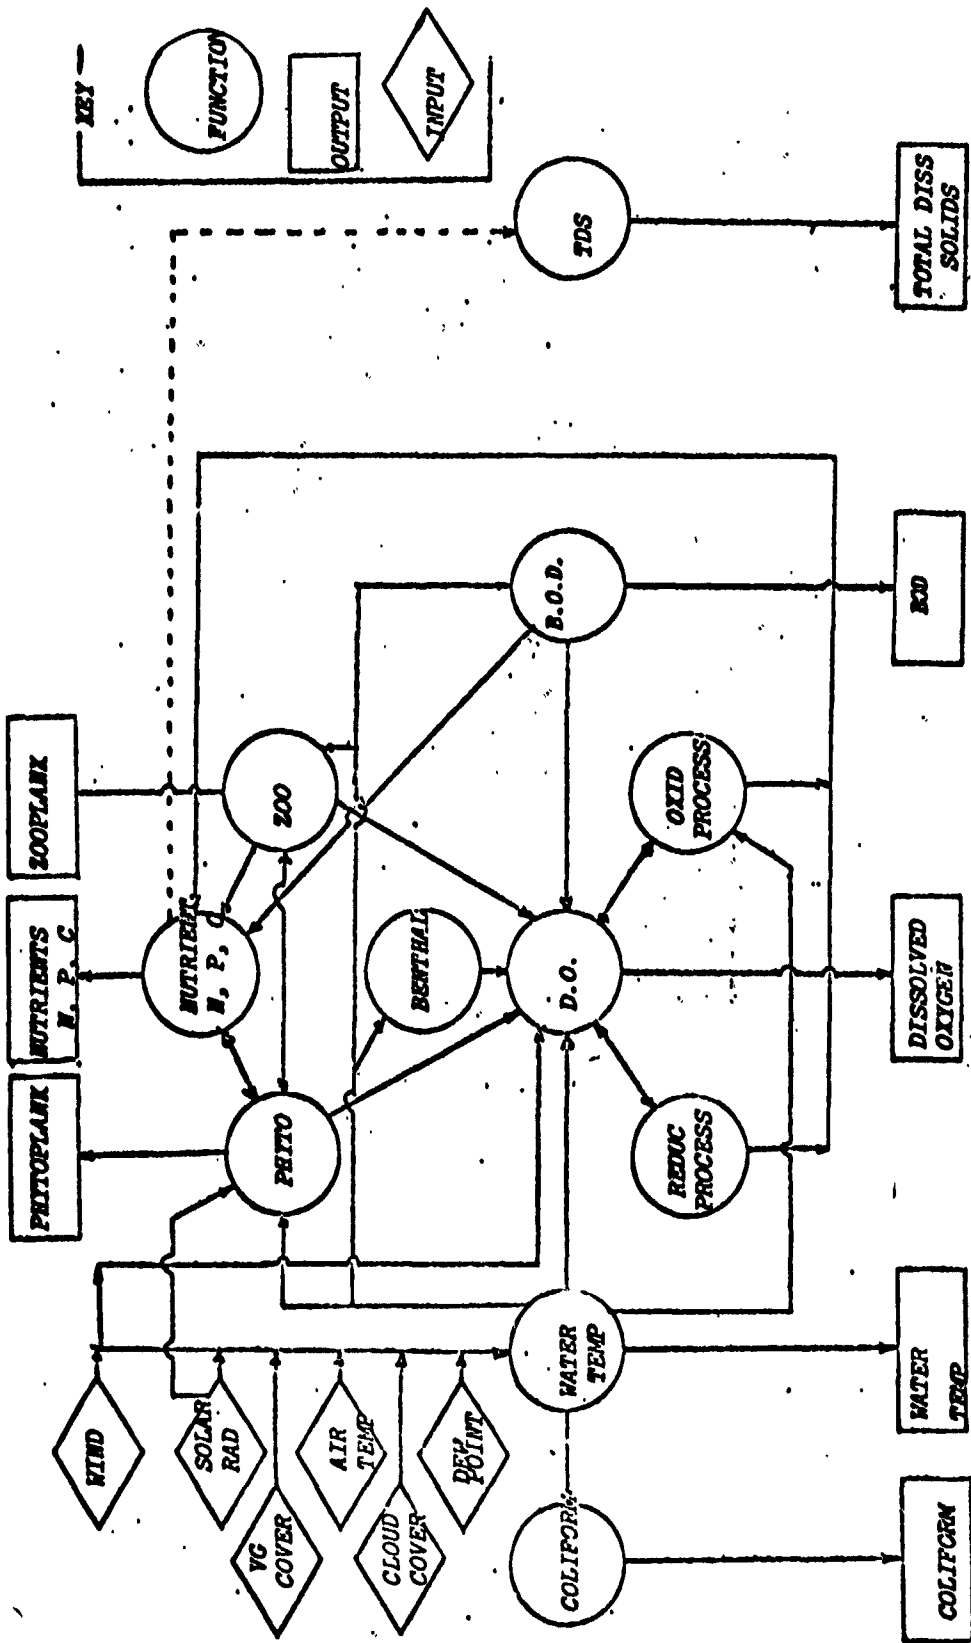 PHYTOPLANK
NUTRIENTS
N, P, C
ZOOPLANK
KEY
FUNCTION
OUTPUT
INPUT
WIND
SOLAR
RAD
VG
COVER
AIR
TEMP
CLOUD
COVER
DEW
POINT
PHYTO
NUTRIENT
N, P, C
ZOO
BENTHAL
COLIFORM
WATER
TEMP
D.O.
B.O.D.
TDS
REDUC
PROCESS
OXID
PROCESS
COLIFORM
WATER
TEMP
DISSOLVED
OXYGEN
BOD
TOTAL DISS
SOLIDS